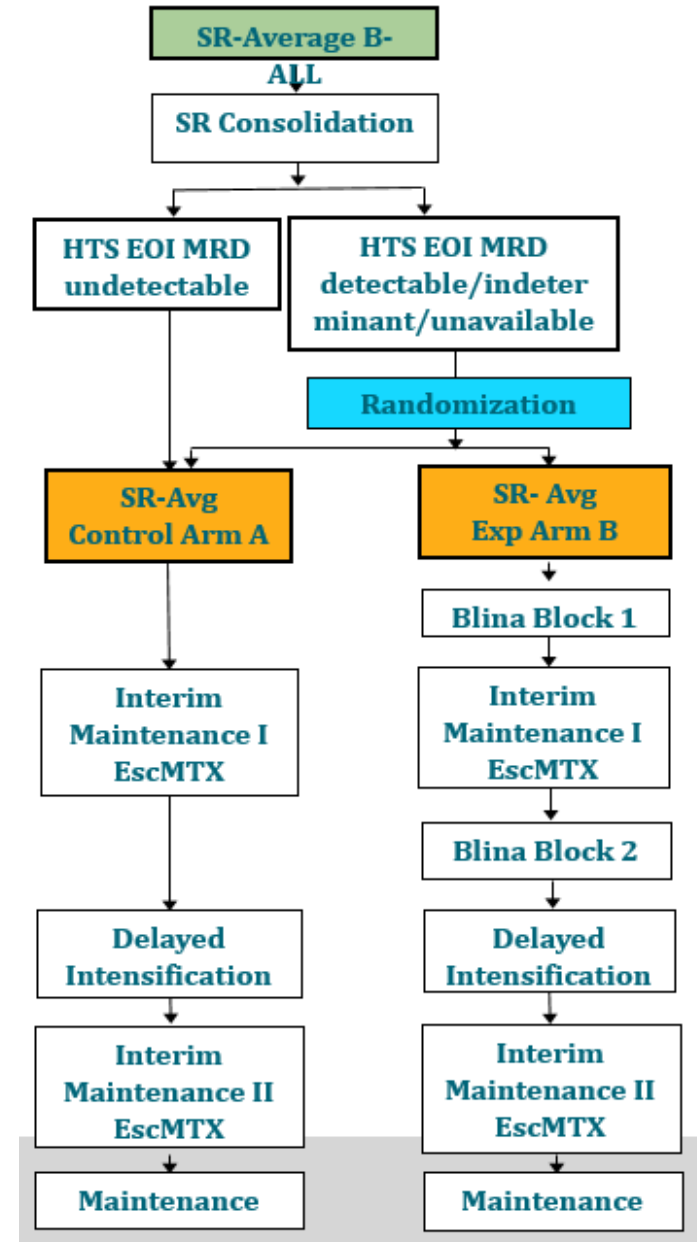 SR-Average B-
ALL
SR Consolidation
HTS EOI MRD
undetectable
HTS EOI MRD
detectable/indeter
minant/unavailable
Randomization
SR-Avg
Control Arm A
SR- Avg
Exp Arm B
Blina Block 1
Interim
Maintenance I
EscMTX
Interim
Maintenance I
EscMTX
Blina Block 2
Delayed
Intensification
Delayed
Intensification
Interim
Maintenance II
EscMTX
Interim
Maintenance II
EscMTX
Maintenance
Maintenance